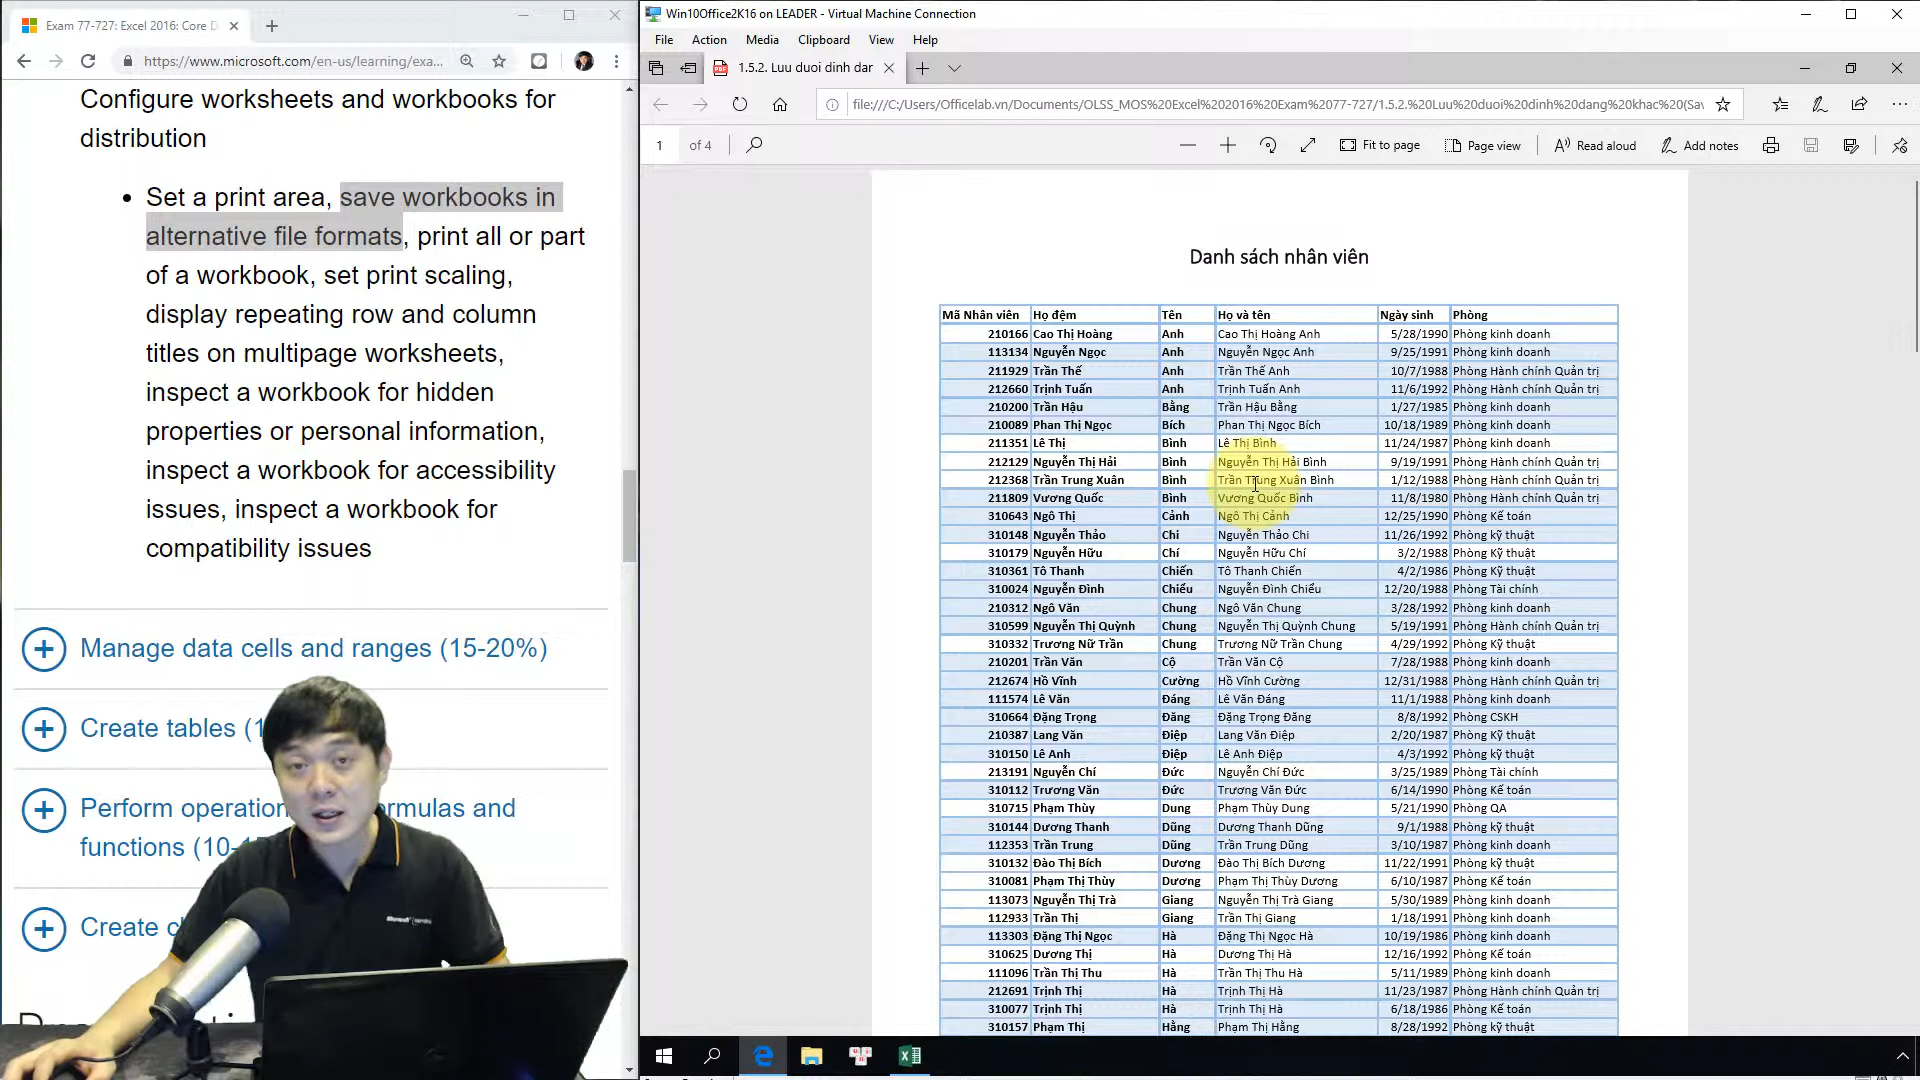 Exam 77-727: Excel 2016: Core D
https://www.microsoft.com/en-us/learning/exa...
Configure worksheets and workbooks for
distribution
Set a print area, save workbooks in
alternative file formats, print all or part
of a workbook, set print scaling,
display repeating row and column
titles on multipage worksheets,
inspect a workbook for hidden
properties or personal information,
inspect a workbook for accessibility
issues, inspect a workbook for
compatibility issues
Manage data cells and ranges (15-20%)
Create tables (1
Perform operation ormulas and
functions (10-1
Create c
Win10Office2K16 on LEADER - Virtual Machine Connection
File Action Media Clipboard View Help
1.5.2. Luu duoi dinh dar
file:///C:/Users/Officelab.vn/Documents/OLSS_MOS%20Excel%202016%20Exam%2077-727/1.5.2.%20Luu%20duoi%20dinh%20dang%20khac%20(Sav
1 of 4 Fit to page Page view Read aloud Add notes
Danh sách nhân viên
Mã Nhân viên Họ đệm Tên Họ và tên Ngày sinh Phòng
210166 Cao Thị Hoàng Anh Cao Thị Hoàng Anh 5/28/1990 Phòng kinh doanh
113134 Nguyễn Ngọc Anh Nguyễn Ngọc Anh 9/25/1991 Phòng kinh doanh
211929 Trần Thế Anh Trần Thế Anh 10/7/1988 Phòng Hành chính Quản trị
212660 Trịnh Tuấn Anh Trịnh Tuấn Anh 11/6/1992 Phòng Hành chính Quản trị
210200 Trần Hậu Bằng Trần Hậu Bằng 1/27/1985 Phòng kinh doanh
210089 Phan Thị Ngọc Bích Phan Thị Ngọc Bích 10/18/1989 Phòng kinh doanh
211351 Lê Thị Bình Lê Thị Bình 11/24/1987 Phòng kinh doanh
212129 Nguyễn Thị Hải Bình Nguyễn Thị Hải Bình 9/19/1991 Phòng Hành chính Quản trị
212368 Trần Trung Xuân Bình Trần Trung Xuân Bình 1/12/1988 Phòng Hành chính Quản trị
211809 Vương Quốc Bình Vương Quốc Bình 11/8/1980 Phòng Hành chính Quản trị
310643 Ngô Thị Cảnh Ngô Thị Cảnh 12/25/1990 Phòng Kế toán
310148 Nguyễn Thảo Chi Nguyễn Thảo Chi 11/26/1992 Phòng Kỹ thuật
310179 Nguyễn Hữu Chí Nguyễn Hữu Chí 3/2/1988 Phòng Kỹ thuật
310361 Tô Thanh Chiến Tô Thanh Chiến 4/2/1986 Phòng Kỹ thuật
310024 Nguyễn Đình Chiểu Nguyễn Đình Chiểu 12/20/1988 Phòng Tài chính
210312 Ngô Văn Chung Ngô Văn Chung 3/28/1992 Phòng kinh doanh
310599 Nguyễn Thị Quỳnh Chung Nguyễn Thị Quỳnh Chung 5/19/1991 Phòng Hành chính Quản trị
310332 Trương Nữ Trần Chung Trương Nữ Trần Chung 4/29/1992 Phòng Kỹ thuật
210201 Trần Văn Cộ Trần Văn Cộ 7/28/1988 Phòng kinh doanh
212674 Hồ Vĩnh Cường Hồ Vĩnh Cường 12/31/1988 Phòng Hành chính Quản trị
111574 Lê Văn Đáng Lê Văn Đáng 11/1/1988 Phòng kinh doanh
310664 Đặng Trọng Đăng Đặng Trọng Đăng 8/8/1992 Phòng CSKH
210387 Lang Văn Điệp Lang Văn Điệp 2/20/1987 Phòng Kỹ thuật
310150 Lê Anh Điệp Lê Anh Điệp 4/3/1992 Phòng Kỹ thuật
213191 Nguyễn Chí Đức Nguyễn Chí Đức 3/25/1989 Phòng Tài chính
310112 Trương Văn Đức Trương Văn Đức 6/14/1990 Phòng Kế toán
310715 Phạm Thùy Dung Phạm Thùy Dung 5/21/1990 Phòng QA
310144 Dương Thanh Dũng Dương Thanh Dũng 9/1/1988 Phòng kỹ thuật
112353 Trần Trung Dũng Trần Trung Dũng 3/10/1987 Phòng kinh doanh
310132 Đào Thị Bích Dương Đào Thị Bích Dương 11/22/1991 Phòng kỹ thuật
310081 Phạm Thị Thùy Dương Phạm Thị Thùy Dương 6/10/1987 Phòng Kế toán
113073 Nguyễn Thị Trà Giang Nguyễn Thị Trà Giang 5/30/1989 Phòng kinh doanh
112933 Trần Thị Giang Trần Thị Giang 1/18/1991 Phòng kinh doanh
113303 Đặng Thị Ngọc Hà Đặng Thị Ngọc Hà 10/19/1986 Phòng kinh doanh
310625 Dương Thị Hà Dương Thị Hà 12/16/1992 Phòng Kế toán
111096 Trần Thị Thu Hà Trần Thị Thu Hà 5/11/1989 Phòng kinh doanh
212691 Trịnh Thị Hà Trịnh Thị Hà 11/23/1987 Phòng Hành chính Quản trị
310077 Trịnh Thị Hà Trịnh Thị Hà 6/18/1986 Phòng Kế toán
310157 Phạm Thị Hằng Phạm Thị Hằng 8/28/1992 Phòng kỹ thuật